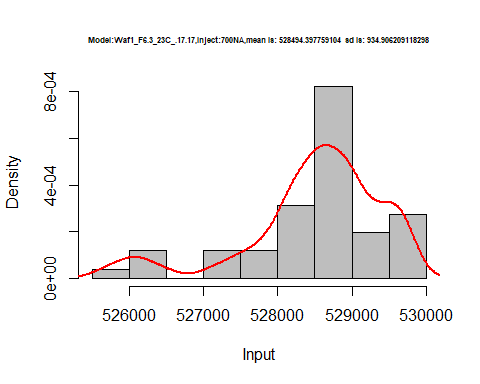 Model:Waf1_F6.3_23C_.17.17,Inject:700NA,mean is: 528494.397759104 sd is: 934.906209118298
8e-04
4e-04
0e+00
Density
526000 527000 528000 529000 530000
Input